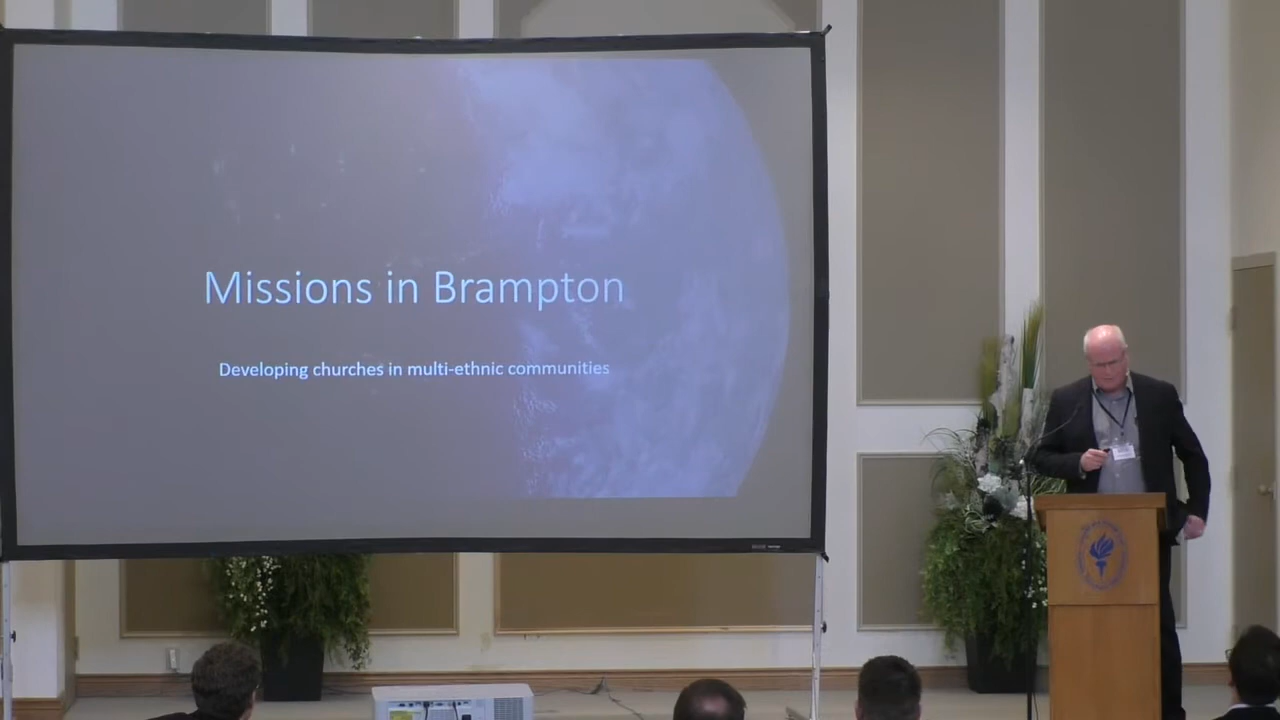 Missions in Brampton
Developing churches in multi-ethnic communities